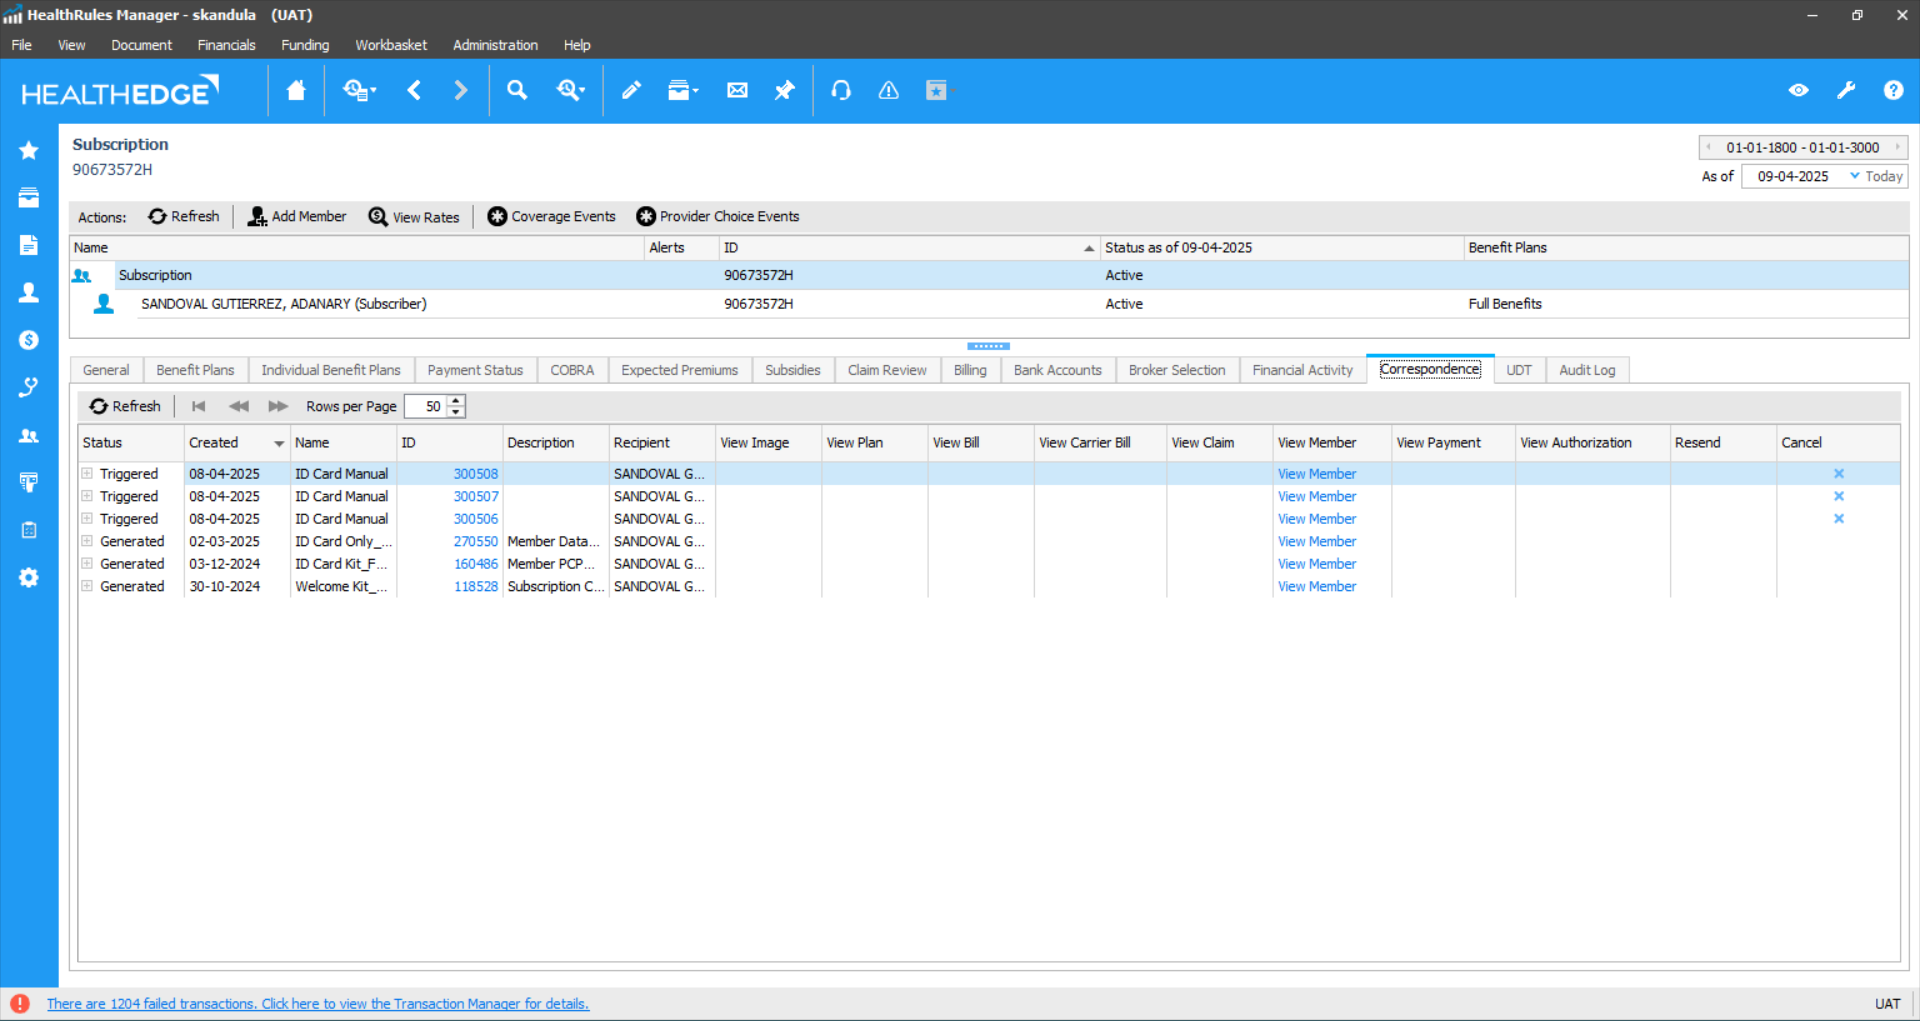 HealthRules Manager - skandula (UAT)
File View Document Financials Funding Workbasket Administration Help
HEALTHEDGE
Subscription
90673572H
01-01-1800 - 01-01-3000
As of 09-04-2025 Today
Actions: Refresh Add Member View Rates Coverage Events Provider Choice Events
Name Alerts ID Status as of 09-04-2025 Benefit Plans
Subscription 90673572H Active
SANDOVAL GUTIERREZ, ADANARY (Subscriber) 90673572H Active Full Benefits
General Benefit Plans Individual Benefit Plans Payment Status COBRA Expected Premiums Subsidies Claim Review Billing Bank Accounts Broker Selection Financial Activity Correspondence UDT Audit Log
Refresh Rows per Page 50
Status Created Name ID Description Recipient View Image View Plan View Bill View Carrier Bill View Claim View Member View Payment View Authorization Resend Cancel
Triggered 08-04-2025 ID Card Manual 300508 SANDOVAL G... View Member
Triggered 08-04-2025 ID Card Manual 300507 SANDOVAL G... View Member
Triggered 08-04-2025 ID Card Manual 300506 SANDOVAL G... View Member
Generated 02-03-2025 ID Card Only_... 270550 Member Data... SANDOVAL G... View Member
Generated 03-12-2024 ID Card Kit_F... 160486 Member PCP... SANDOVAL G... View Member
Generated 30-10-2024 Welcome Kit_... 118528 Subscription C... SANDOVAL G... View Member
There are 1204 failed transactions. Click here to view the Transaction Manager for details.
UAT